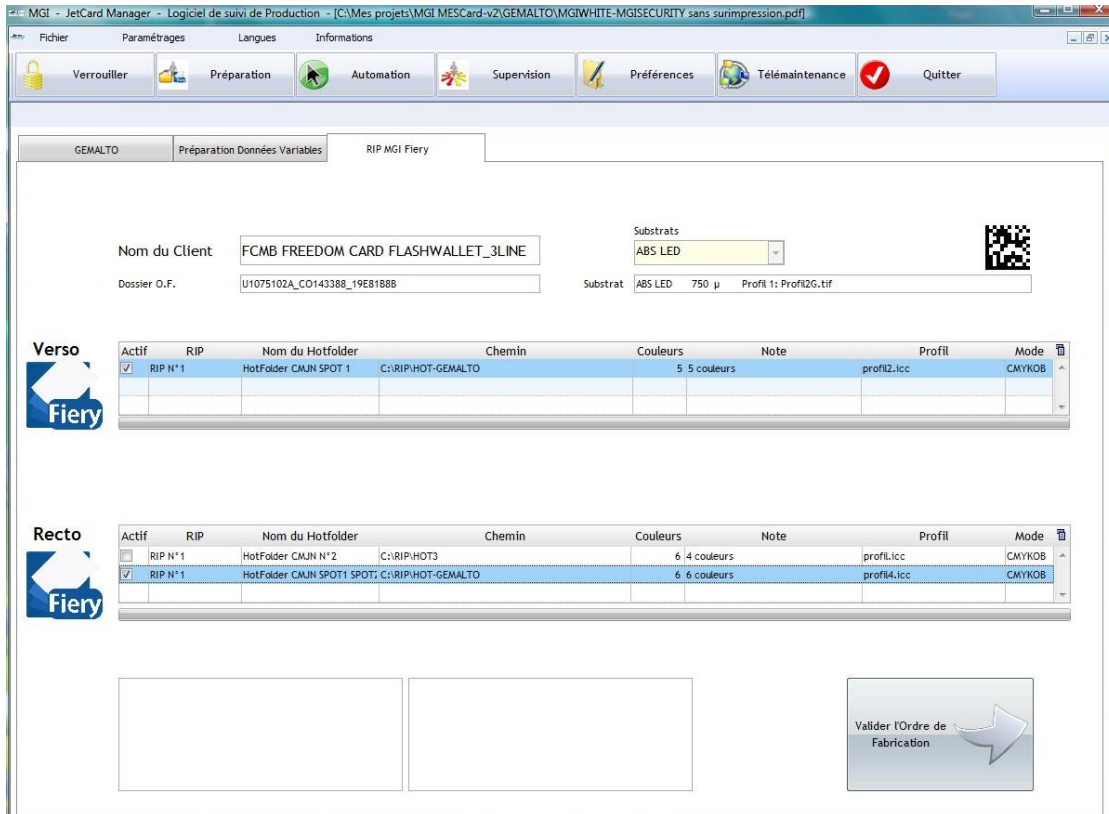 MGI - JetCard Manager - Logiciel de suivi de Production - [C:\Mes projets\MGI MESCard-v2\GEMALTO\MGIWHITE-MGISECURITY sans surimpression.pdf]
Fichier Paramétrages Langues Informations
Verrouiller Préparation Automation Supervision Préférences Télémaintenance Quitter
GEMALTO Préparation Données Variables RIP MGI Fiery
Substrats
Nom du Client FCMB FREEDOM CARD FLASHWALLET_3LINE ABS LED
Dossier O.F. U1075102A_CO143388_19E81B8B Substrat ABS LED 750 µ Profil 1: Profil2G.tif
Verso
Actif RIP Nom du Hotfolder Chemin Couleurs Note Profil Mode
RIP N°1 HotFolder CMJN SPOT 1 C:\RIP\HOT-GEMALTO 5 5 couleurs profil2.icc CMYKOB
Fiery
Recto
Actif RIP Nom du Hotfolder Chemin Couleurs Note Profil Mode
RIP N°1 HotFolder CMJN N°2 C:\RIP\HOT3 6 4 couleurs profil.icc CMYKOB
RIP N°1 HotFolder CMJN SPOT1 SPOT2 C:\RIP\HOT-GEMALTO 6 6 couleurs profil4.icc CMYKOB
Fiery
Valider l'Ordre de
Fabrication